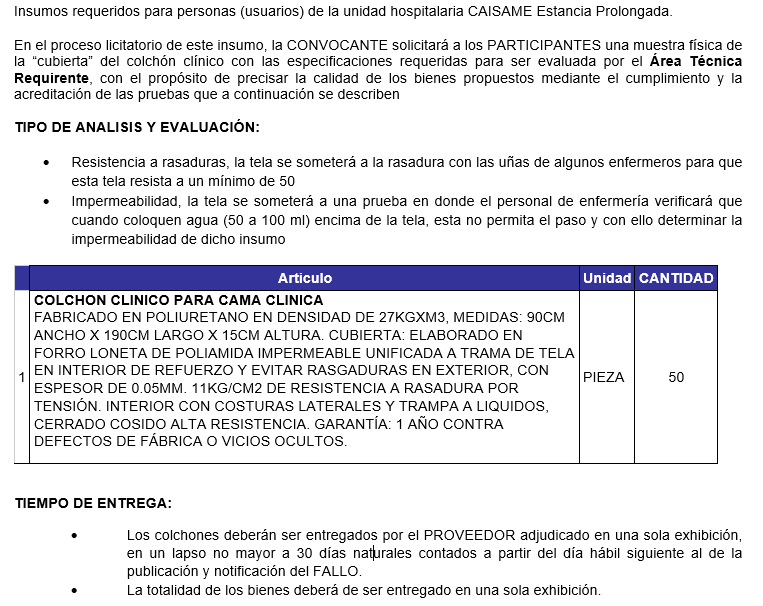 Insumos requeridos para personas (usuarios) de la unidad hospitalaria CAISAME Estancia Prolongada.
En el proceso licitatorio de este insumo, la CONVOCANTE solicitará a los PARTICIPANTES una muestra física de
la “cubierta” del colchón clínico con las especificaciones requeridas para ser evaluada por el Área Técnica
Requirente, con el propósito de precisar la calidad de los bienes propuestos mediante el cumplimiento y la
acreditación de las pruebas que a continuación se describen
TIPO DE ANALISIS Y EVALUACIÓN:
• Resistencia a rasaduras, la tela se someterá a la rasadura con las uñas de algunos enfermeros para que
esta tela resista a un mínimo de 50
• Impermeabilidad, la tela se someterá a una prueba en donde el personal de enfermería verificará que
cuando coloquen agua (50 a 100 ml) encima de la tela, esta no permita el paso y con ello determinar la
impermeabilidad de dicho insumo
Articulo Unidad CANTIDAD
COLCHON CLINICO PARA CAMA CLINICA
FABRICADO EN POLIURETANO EN DENSIDAD DE 27KGXM3, MEDIDAS: 90CM
ANCHO X 190CM LARGO X 15CM ALTURA. CUBIERTA: ELABORADO EN
FORRO LONETA DE POLIAMIDA IMPERMEABLE UNIFICADA A TRAMA DE TELA
EN INTERIOR DE REFUERZO Y EVITAR RASGADURAS EN EXTERIOR, CON
1 ESPESOR DE 0.05MM. 11KG/CM2 DE RESISTENCIA A RASADURA POR PIEZA 50
TENSIÓN. INTERIOR CON COSTURAS LATERALES Y TRAMPA A LIQUIDOS,
CERRADO COSIDO ALTA RESISTENCIA. GARANTÍA: 1 AÑO CONTRA
DEFECTOS DE FÁBRICA O VICIOS OCULTOS.
TIEMPO DE ENTREGA:
• Los colchones deberán ser entregados por el PROVEEDOR adjudicado en una sola exhibición,
en un lapso no mayor a 30 días naturales contados a partir del día hábil siguiente al de la
publicación y notificación del FALLO.
• La totalidad de los bienes deberá de ser entregado en una sola exhibición.